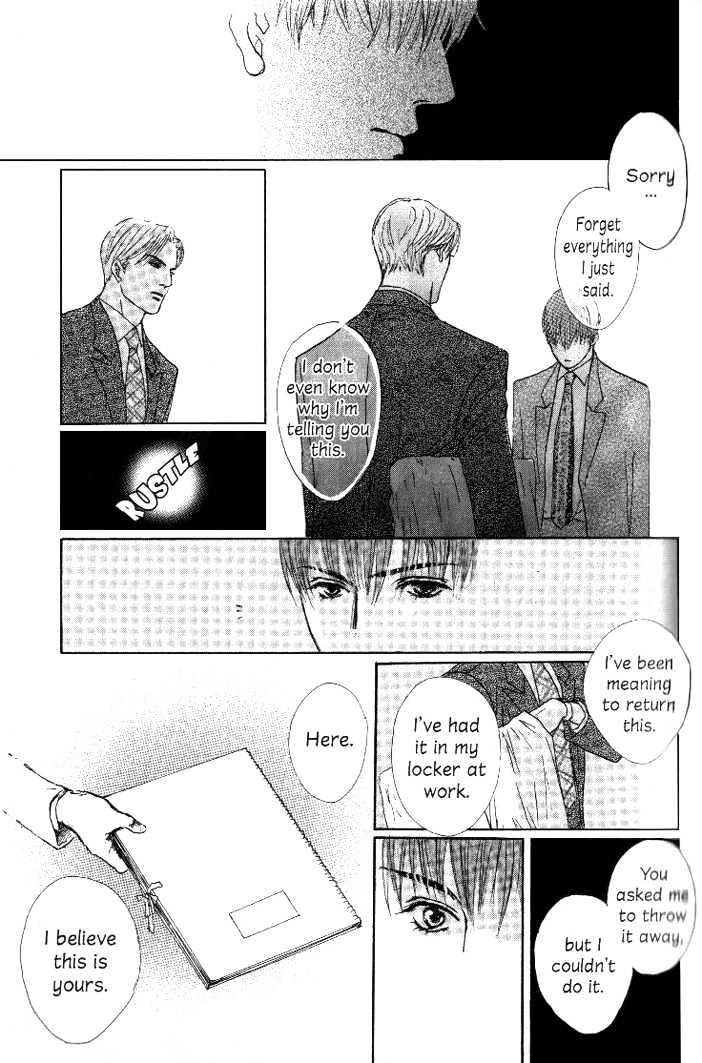 Sorry
...
Forget
everything
I just
said.
I don't
even know
why I'm
telling you
this.
RUSTLE
I've been
meaning
to return
this.
I've had
it in my
locker at
work.
You
asked me
to throw
it away,
but I
couldn't
do it.
Here.
I believe
this is
yours.